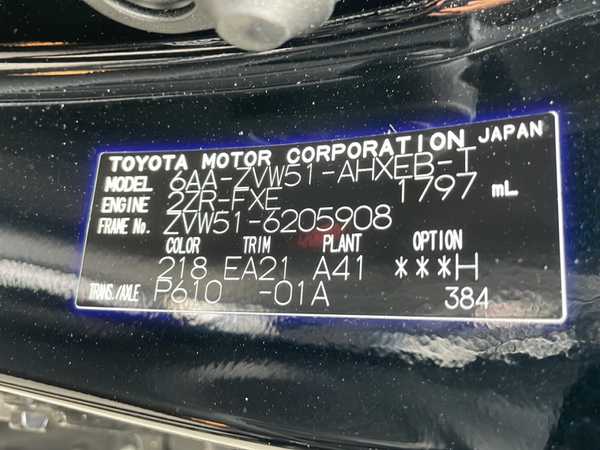 TOYOTA MOTOR CORPORATION JAPAN
MODEL 6AA-ZVW51-AHXEB-T
ENGINE 2ZR-FXE 1797 mL
FRAME No. ZVW51-6205908
COLOR TRIM PLANT OPTION
218 EA21 A41 ***H
TRANS./AXLE P610 -01A 384